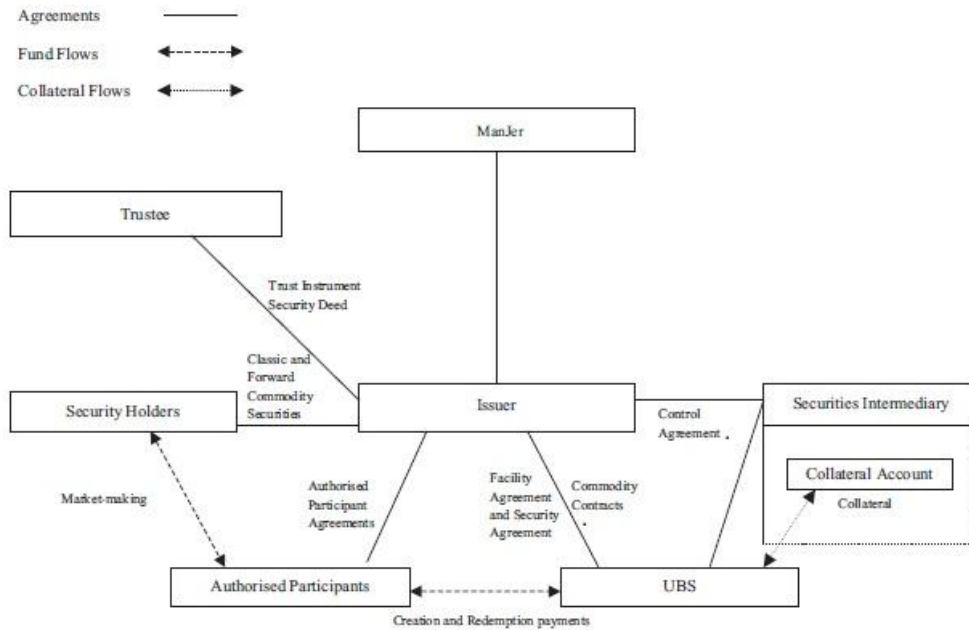 Agreements
Fund Flows
Collateral Flows
ManJer
Trustee
Trust Instrument
Security Deed
Classic and
Forward
Commodity
Securities
Security Holders
Issuer
Securities Intermediary
Control
Agreement
Collateral Account
Collateral
Market-making
Authorised
Participant
Agreements
Facility
Agreement
and Security
Agreement
Commodity
Contracts
Authorised Participants
UBS
Creation and Redemption payments